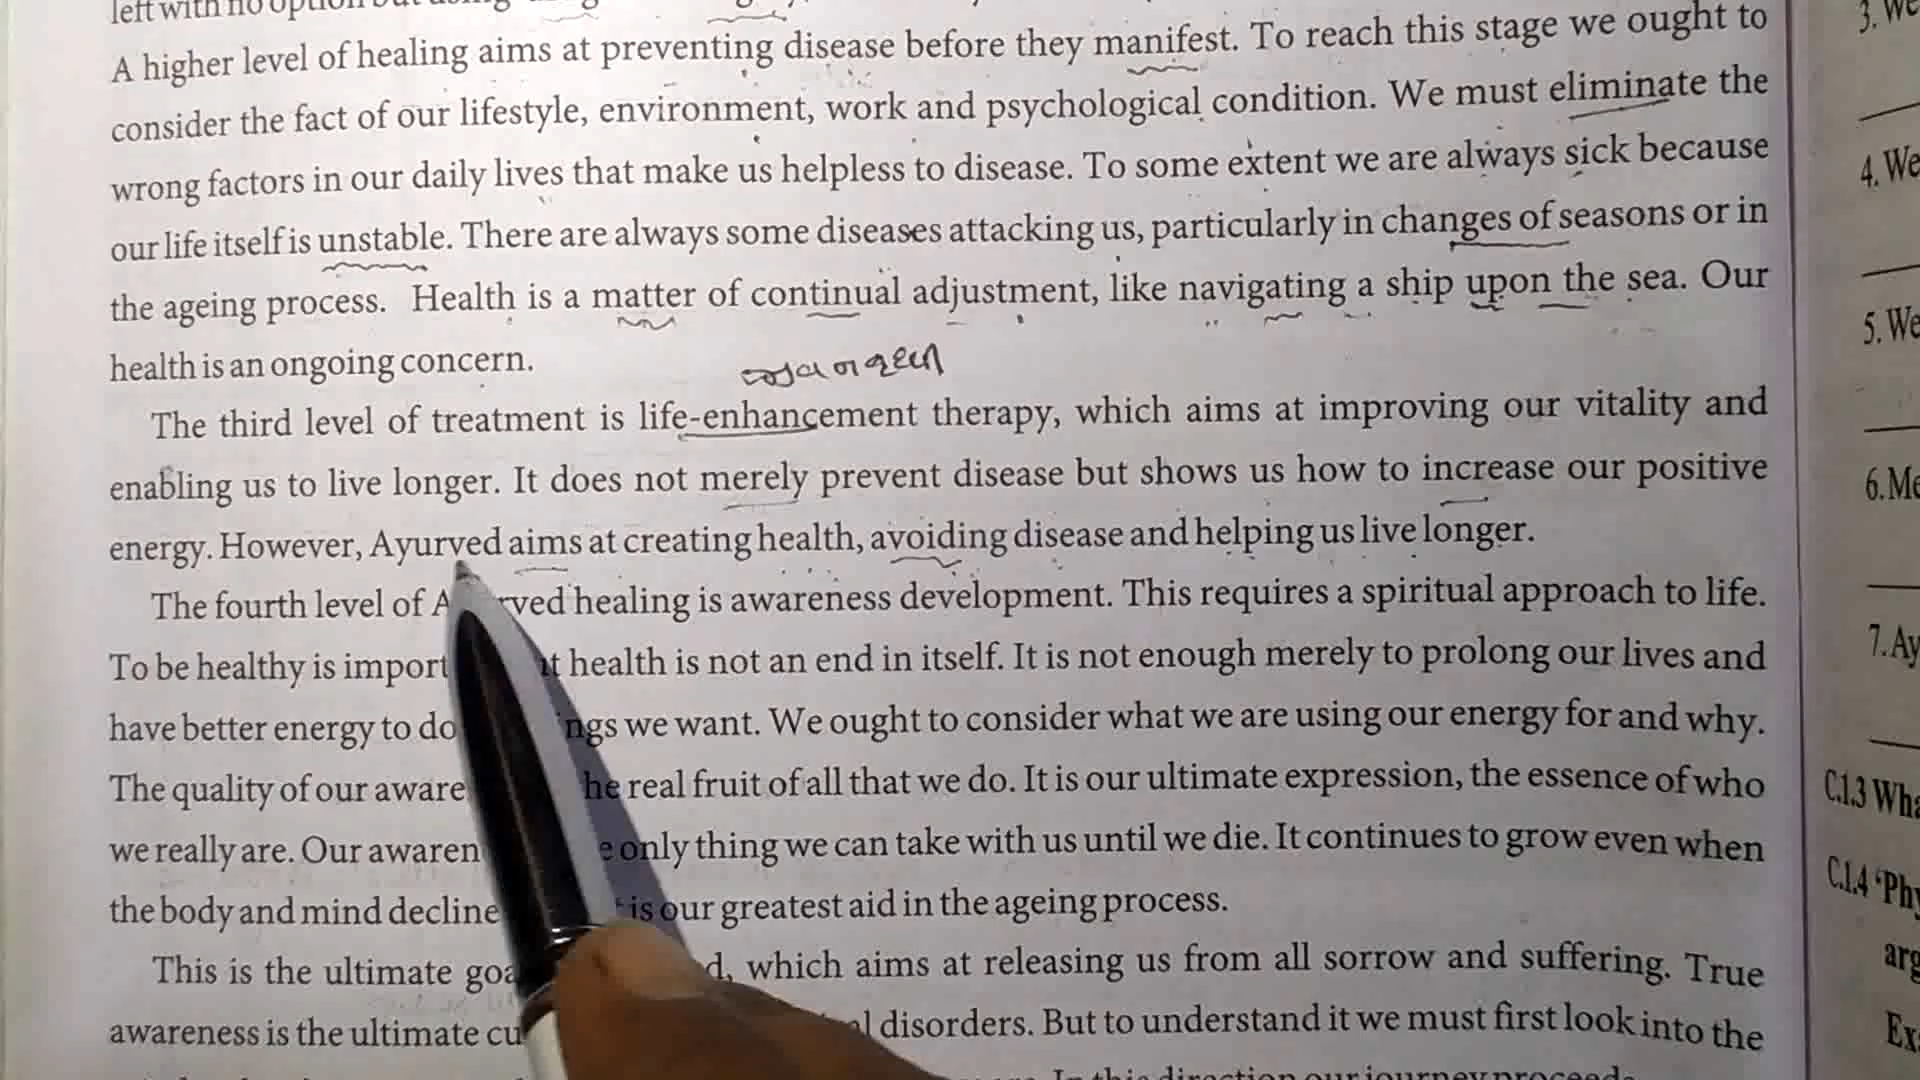 left with no option but
A higher level of healing aims at preventing disease before they manifest. To reach this stage we ought to
consider the fact of our lifestyle, environment, work and psychological condition. We must eliminate the
wrong factors in our daily lives that make us helpless to disease. To some extent we are always sick because
our life itself is unstable. There are always some diseases attacking us, particularly in changes of seasons or in
the ageing process. Health is a matter of continual adjustment, like navigating a ship upon the sea. Our
health is an ongoing concern.
The third level of treatment is life-enhancement therapy, which aims at improving our vitality and
enabling us to live longer. It does not merely prevent disease but shows us how to increase our positive
energy. However, Ayurved aims at creating health, avoiding disease and helping us live longer.
The fourth level of A rved healing is awareness development. This requires a spiritual approach to life.
To be healthy is import t health is not an end in itself. It is not enough merely to prolong our lives and
have better energy to do ngs we want. We ought to consider what we are using our energy for and why.
The quality of our aware he real fruit of all that we do. It is our ultimate expression, the essence of who
we really are. Our awaren e only thing we can take with us until we die. It continues to grow even when
the body and mind decline is our greatest aid in the ageing process.
This is the ultimate goa d, which aims at releasing us from all sorrow and suffering. True
awareness is the ultimate cu al disorders. But to understand it we must first look into the
In this direction our journey proceeds
3. We
4. We
5. We
6. Me
7. Ay
C.1.3 Wha
C.1.4 ‘Phy
arg
Ex